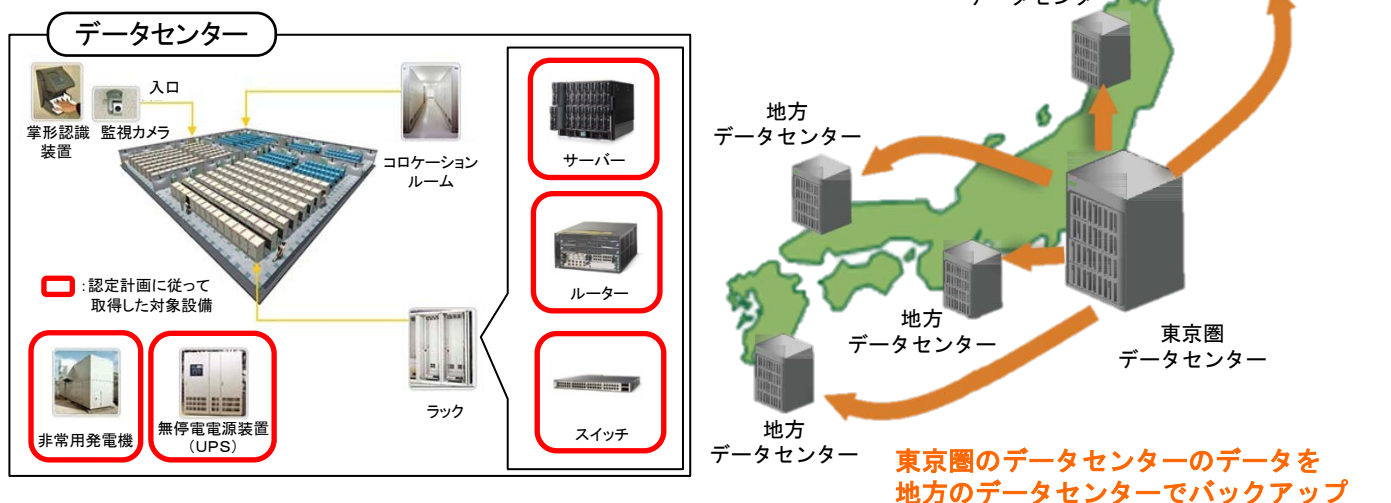 データセンター
入口
掌形認識
装置
監視カメラ
コロケーション
ルーム
サーバー
ルーター
スイッチ
:認定計画に従って
取得した対象設備
非常用発電機
無停電電源装置
(UPS)
ラック
データセンター
地方
データセンター
地方
データセンター
東京圏
データセンター
地方
データセンター
東京圏のデータセンターのデータを
地方のデータセンターでバックアップ